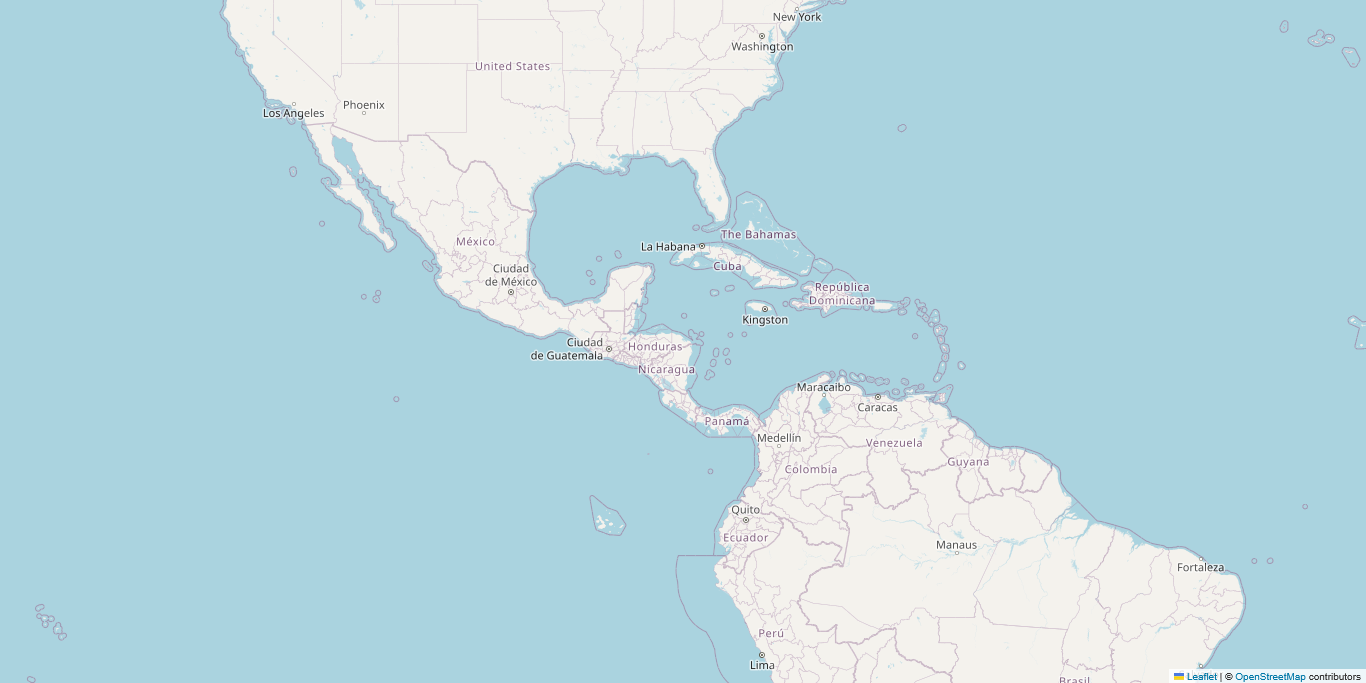 New York
Washington
United States
Los Angeles
Phoenix
The Bahamas
México
La Habana
Cuba
Ciudad
de México
República
Dominicana
Kingston
Ciudad
de Guatemala
Honduras
Nicaragua
Maracaibo
Caracas
Panamá
Medellín
Venezuela
Guyana
Colombia
Quito
Ecuador
Manaus
Fortaleza
Perú
Lima
Brasil
Leaflet | © OpenStreetMap contributors